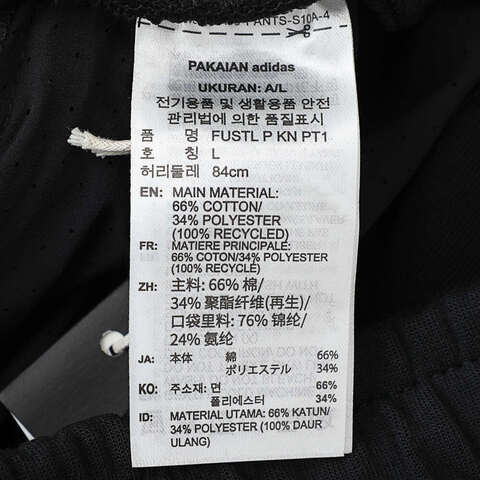 PANTS-S10A-4
PAKAIAN adidas
UKURAN: A/L
전기용품 및 생활용품 안전
관리법에 의한 품질표시
품 명 FUSTL P KN PT1
호 칭 L
허리둘레 84cm
EN: MAIN MATERIAL:
66% COTTON/
34% POLYESTER
(100% RECYCLED)
FR: MATIERE PRINCIPALE:
66% COTON/34% POLYESTER
(100% RECYCLÉ)
ZH: 主料: 66% 棉/
34% 聚酯纤维(再生)/
口袋里料: 76% 锦纶/
24% 氨纶
JA: 本体 綿 66%
ポリエステル 34%
KO: 주소재: 면 66%
폴리에스터 34%
ID: MATERIAL UTAMA: 66% KATUN/
34% POLYESTER (100% DAUR
ULANG)